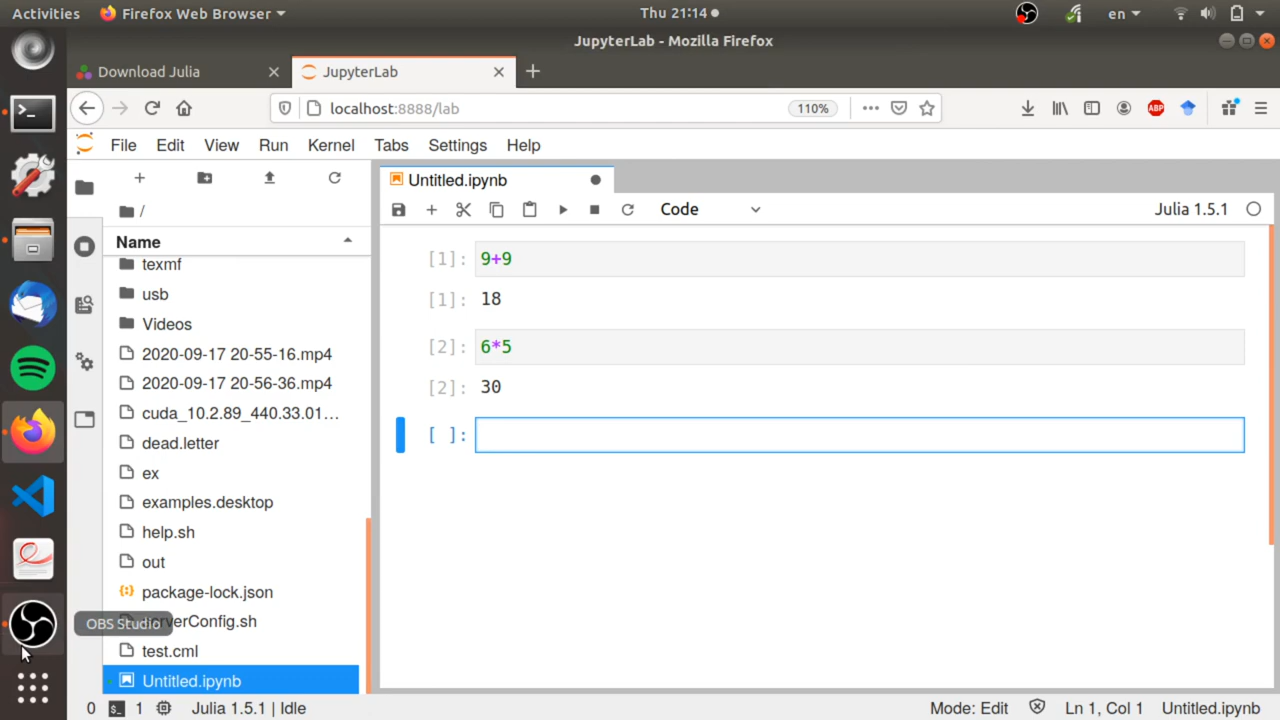 Activities Firefox Web Browser Thu 21:14 en
JupyterLab - Mozilla Firefox
Download Julia JupyterLab
localhost:8888/lab 110% ABP
File Edit View Run Kernel Tabs Settings Help
Untitled.ipynb
Code Julia 1.5.1
/
Name
texmf
usb
Videos
2020-09-17 20-55-16.mp4
2020-09-17 20-56-36.mp4
cuda_10.2.89_440.33.01…
dead.letter
ex
examples.desktop
help.sh
out
package-lock.json
erverConfig.sh
OBS Studio
test.cml
Untitled.ipynb
[1]: 9+9
[1]: 18
[2]: 6*5
[2]: 30
[ ]:
0 1 Julia 1.5.1 | Idle Mode: Edit Ln 1, Col 1 Untitled.ipynb